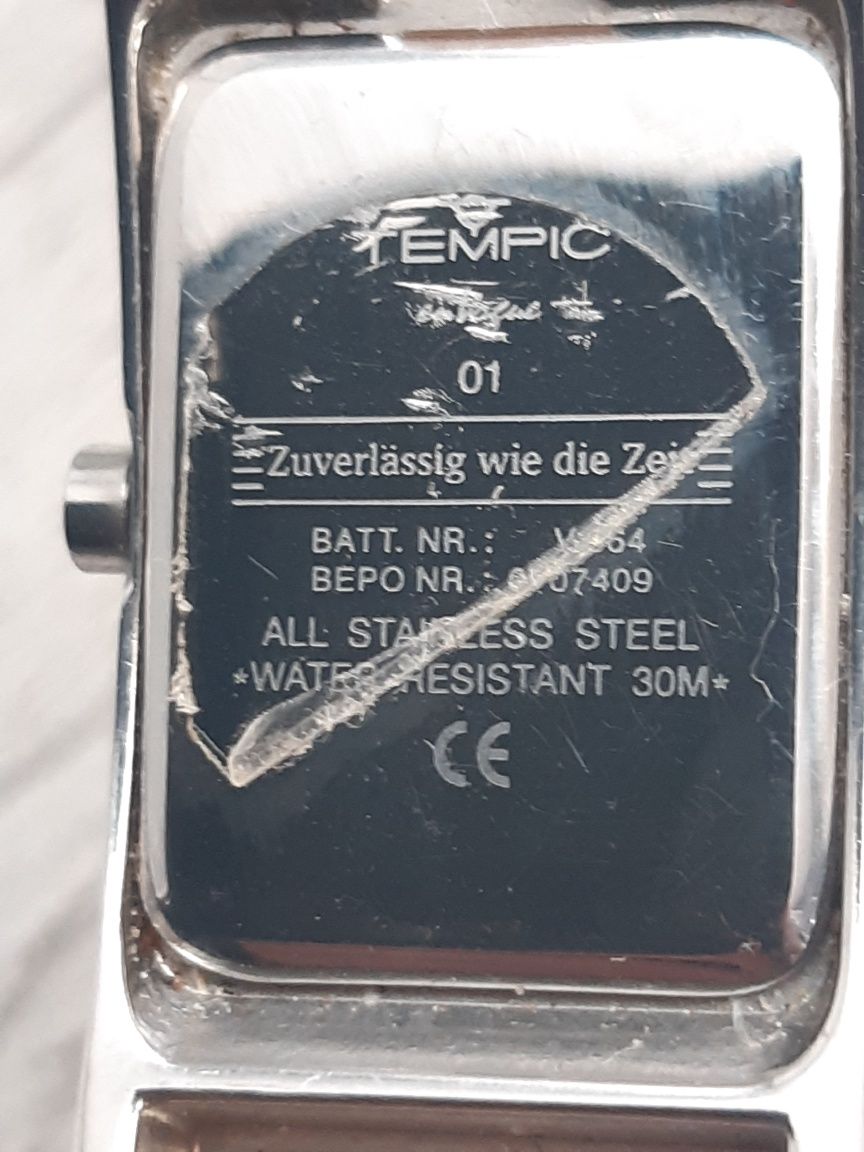 TEMPIC
01
Zuverlässig wie die Zeit
BATT. NR.:
BEPO NR.:
ALL STAINLESS STEEL
*WATER RESISTANT 30M*
CE